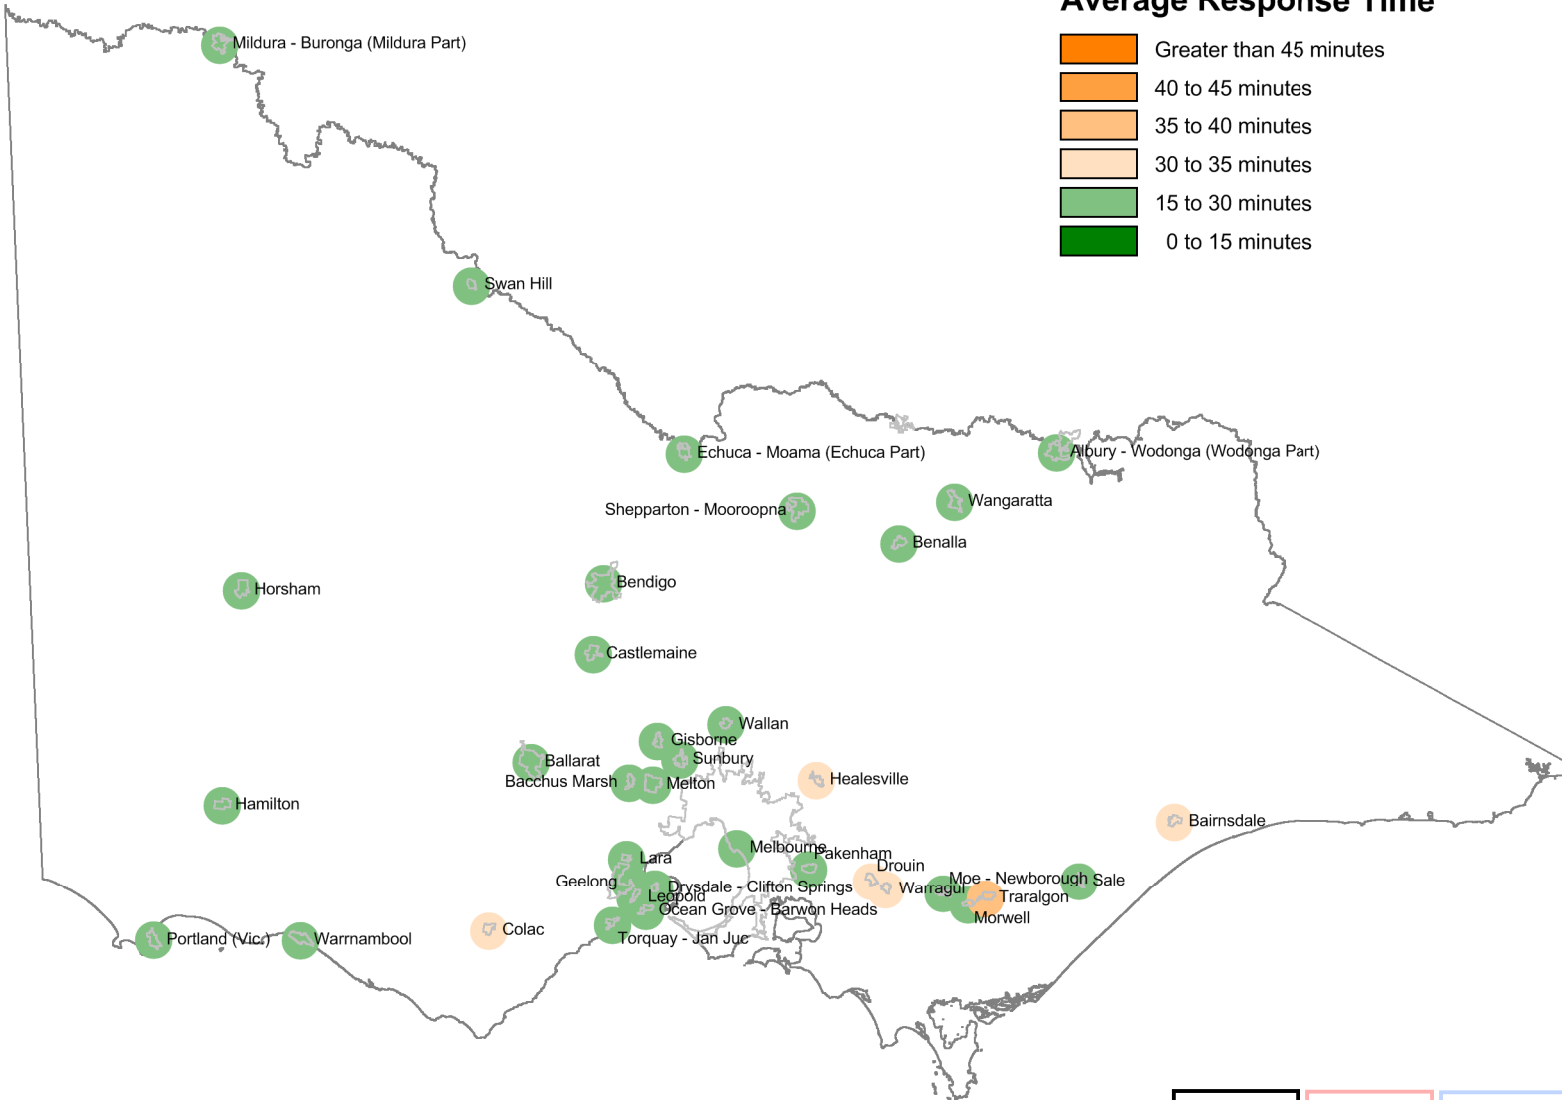 Average Response Time
Greater than 45 minutes
40 to 45 minutes
35 to 40 minutes
30 to 35 minutes
15 to 30 minutes
0 to 15 minutes
Mildura - Buronga (Mildura Part)
Swan Hill
Echuca - Moama (Echuca Part)
Albury - Wodonga (Wodonga Part)
Shepparton - Mooroopna
Wangaratta
Benalla
Bendigo
Horsham
Castlemaine
Wallan
Gisborne
Sunbury
Ballarat
Bacchus Marsh
Melton
Healesville
Hamilton
Bairnsdale
Melbourne
Pakenham
Lara
Drouin
Geelong
Drysdale - Clifton Springs
Warragul
Moe - Newborough
Sale
Leopold
Traralgon
Ocean Grove - Barwon Heads
Morwell
Colac
Torquay - Jan Juc
Portland (Vic.)
Warrnambool